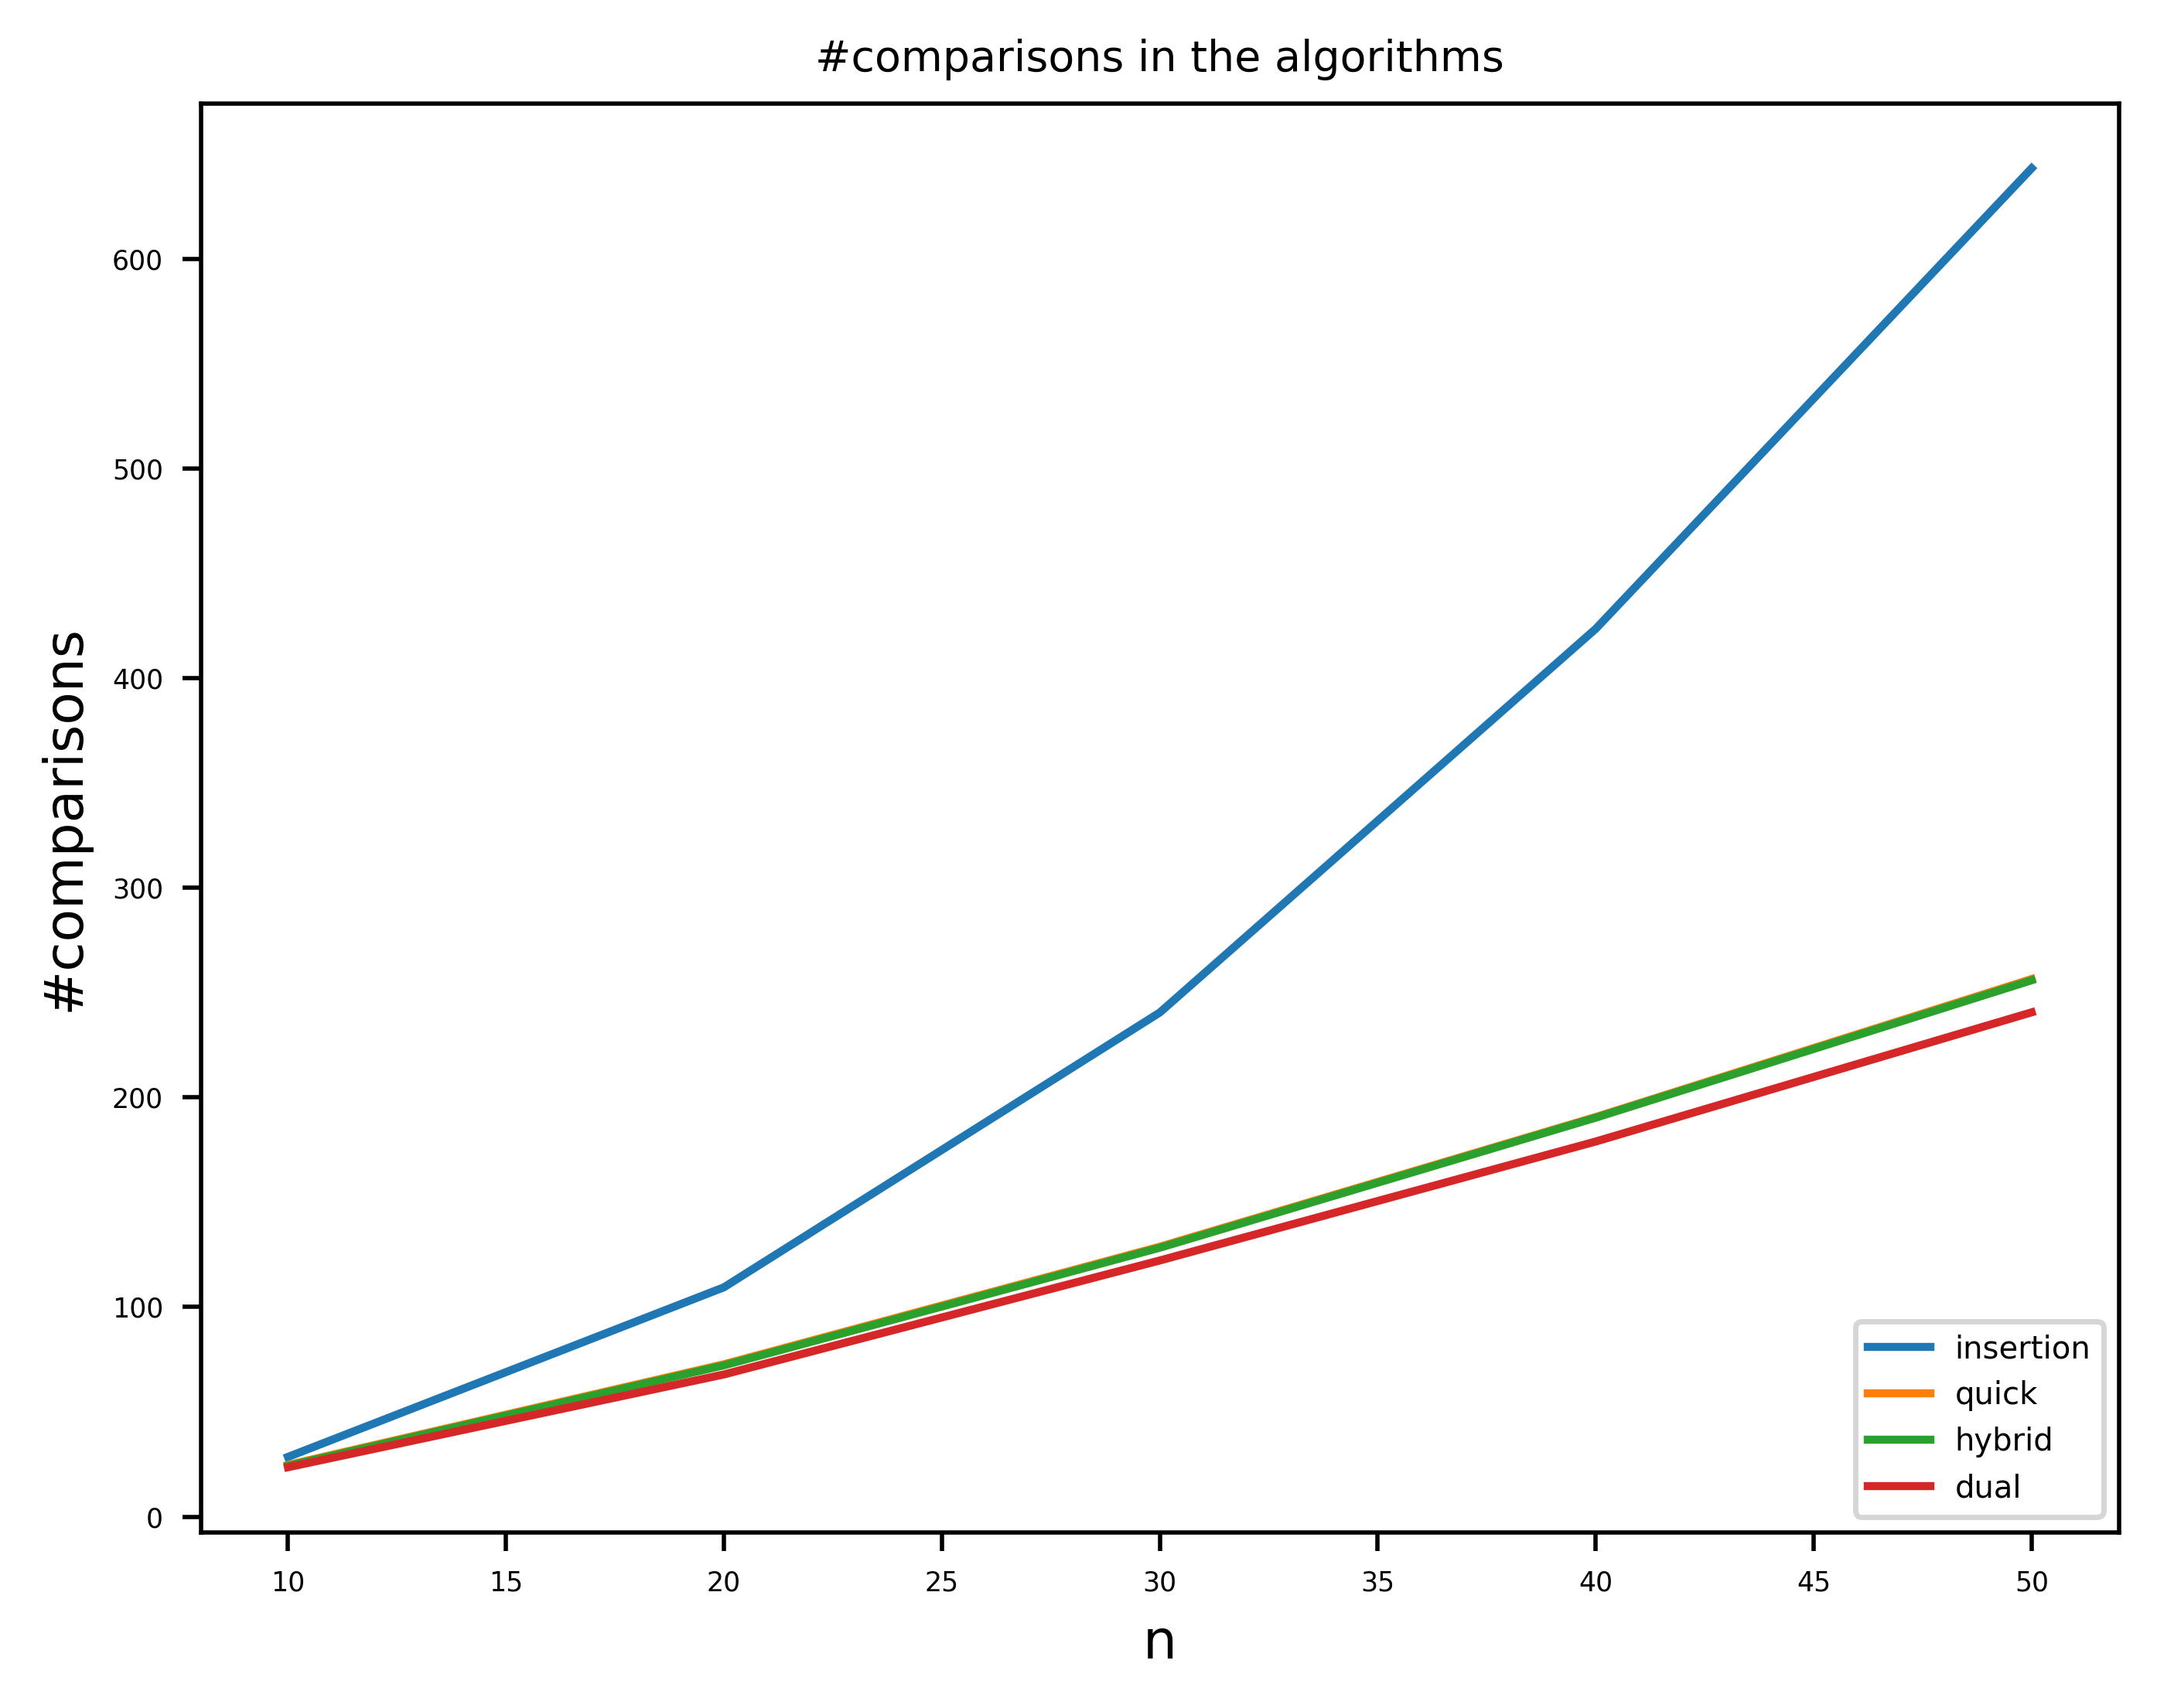 #comparisons in the algorithms
#comparisons
600
500
400
300
200
100
0
insertion
quick
hybrid
dual
10 15 20 25 30 35 40 45 50
n